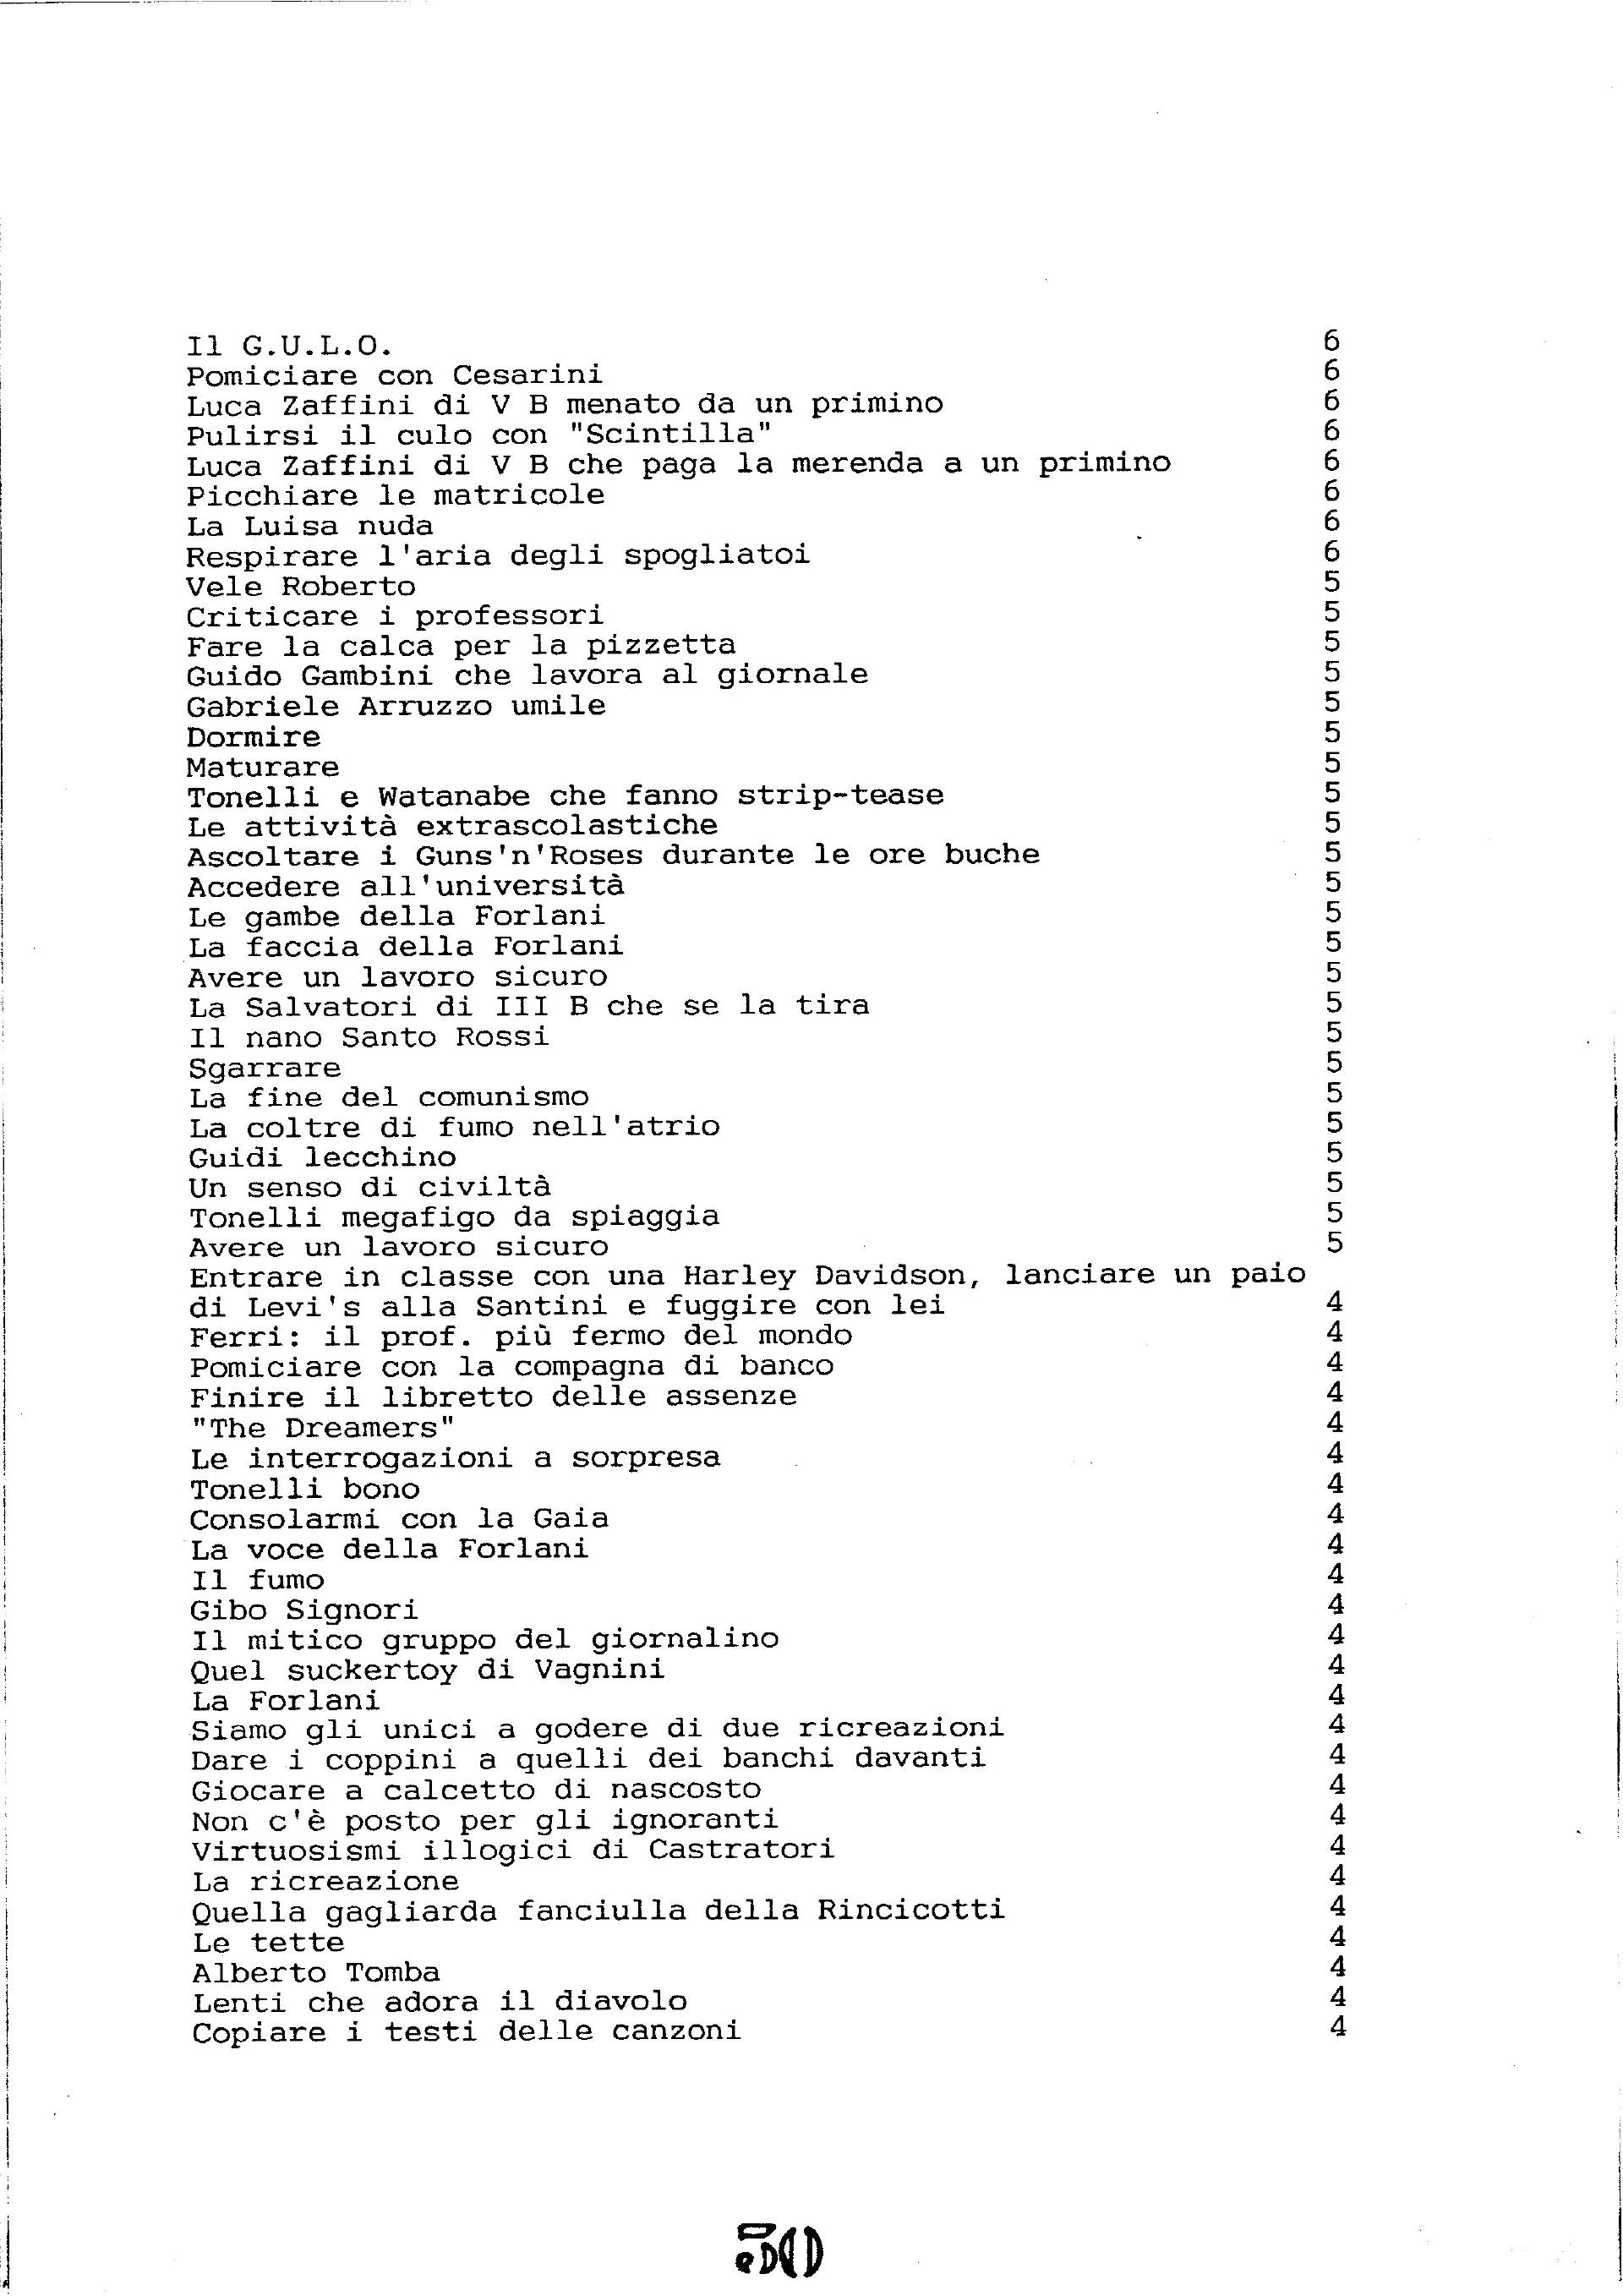 Il G.U.L.O. 6
Pomiciare con Cesarini 6
Luca Zaffini di V B menato da un primino 6
Pulirsi il culo con "Scintilla" 6
Luca Zaffini di V B che paga la merenda a un primino 6
Picchiare le matricole 6
La Luisa nuda 6
Respirare l'aria degli spogliatoi 6
Vele Roberto 5
Criticare i professori 5
Fare la calca per la pizzetta 5
Guido Gambini che lavora al giornale 5
Gabriele Arruzzo umile 5
Dormire 5
Maturare 5
Tonelli e Watanabe che fanno strip-tease 5
Le attività extrascolastiche 5
Ascoltare i Guns'n'Roses durante le ore buche 5
Accedere all'università 5
Le gambe della Forlani 5
La faccia della Forlani 5
Avere un lavoro sicuro 5
La Salvatori di III B che se la tira 5
Il nano Santo Rossi 5
Sgarrare 5
La fine del comunismo 5
La coltre di fumo nell'atrio 5
Guidi lecchino 5
Un senso di civiltà 5
Tonelli megafigo da spiaggia 5
Avere un lavoro sicuro 5
Entrare in classe con una Harley Davidson, lanciare un paio
di Levi's alla Santini e fuggire con lei 4
Ferri: il prof. più fermo del mondo 4
Pomiciare con la compagna di banco 4
Finire il libretto delle assenze 4
"The Dreamers" 4
Le interrogazioni a sorpresa 4
Tonelli bono 4
Consolarmi con la Gaia 4
La voce della Forlani 4
Il fumo 4
Gibo Signori 4
Il mitico gruppo del giornalino 4
Quel suckertoy di Vagnini 4
La Forlani 4
Siamo gli unici a godere di due ricreazioni 4
Dare i coppini a quelli dei banchi davanti 4
Giocare a calcetto di nascosto 4
Non c'è posto per gli ignoranti 4
Virtuosismi illogici di Castratori 4
La ricreazione 4
Quella gagliarda fanciulla della Rincicotti 4
Le tette 4
Alberto Tomba 4
Lenti che adora il diavolo 4
Copiare i testi delle canzoni 4